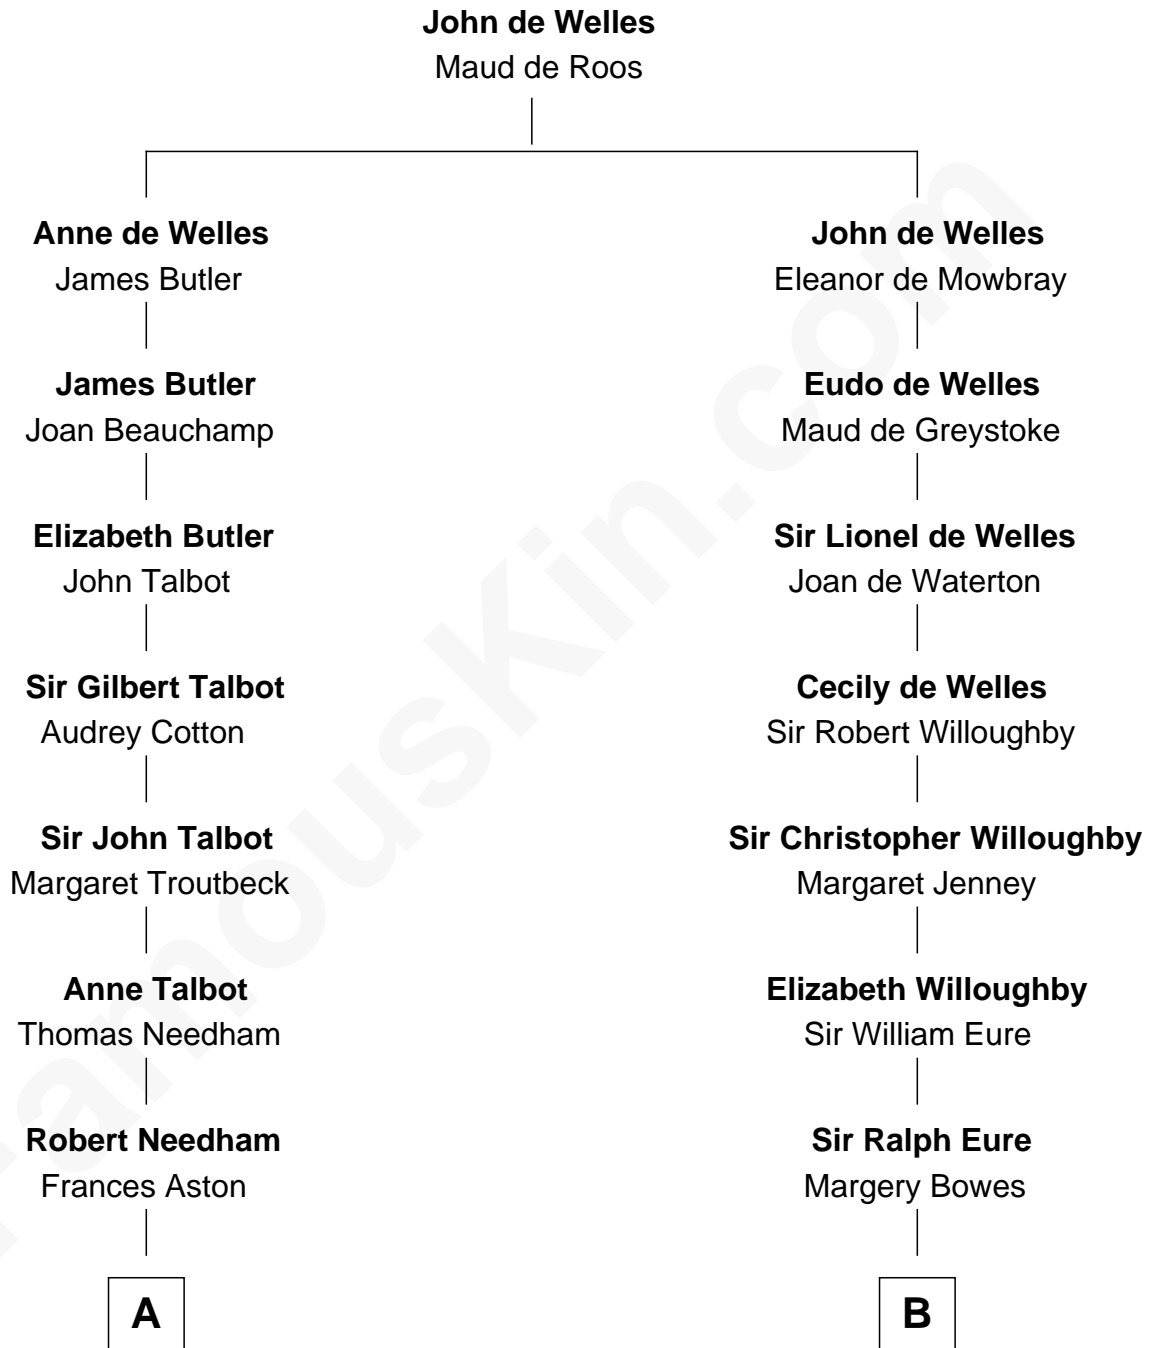 John de Welles
Maud de Roos
Anne de Welles
James Butler
John de Welles
Eleanor de Mowbray
James Butler
Joan Beauchamp
Eudo de Welles
Maud de Greystoke
Elizabeth Butler
John Talbot
Sir Lionel de Welles
Joan de Waterton
Sir Gilbert Talbot
Audrey Cotton
Cecily de Welles
Sir Robert Willoughby
Sir John Talbot
Margaret Troutbeck
Sir Christopher Willoughby
Margaret Jenney
Anne Talbot
Thomas Needham
Elizabeth Willoughby
Sir William Eure
Robert Needham
Frances Aston
Sir Ralph Eure
Margery Bowes
A
B
FamousKin.com